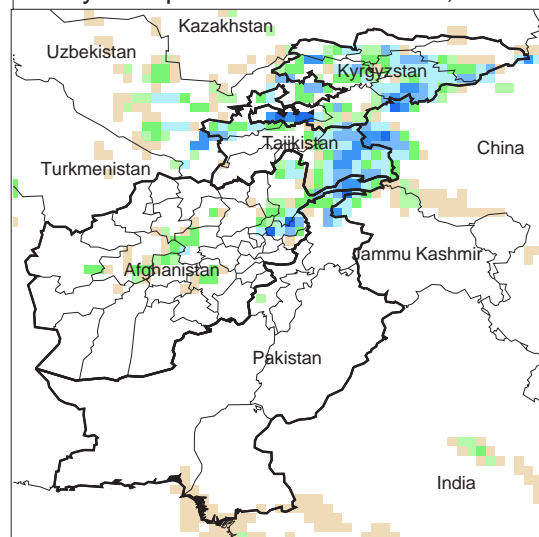 Kazakhstan
Uzbekistan
Kyrgyzstan
Tajikistan
China
Turkmenistan
Jammu Kashmir
Afghanistan
Pakistan
India